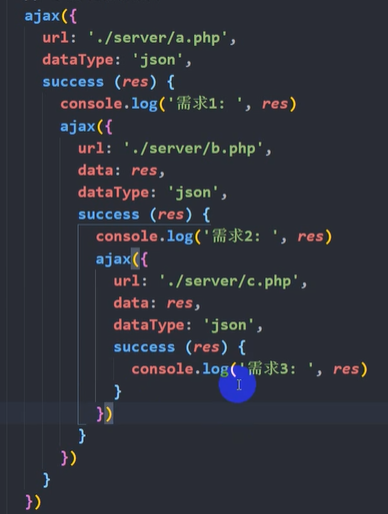 ajax({
url: './server/a.php',
dataType: 'json',
success (res) {
console.log('需求1: ', res)
ajax({
url: './server/b.php',
data: res,
dataType: 'json',
success (res) {
console.log('需求2: ', res)
ajax({
url: './server/c.php',
data: res,
dataType: 'json',
success (res) {
console.log('需求3: ', res)
}
})
}
})
}
})